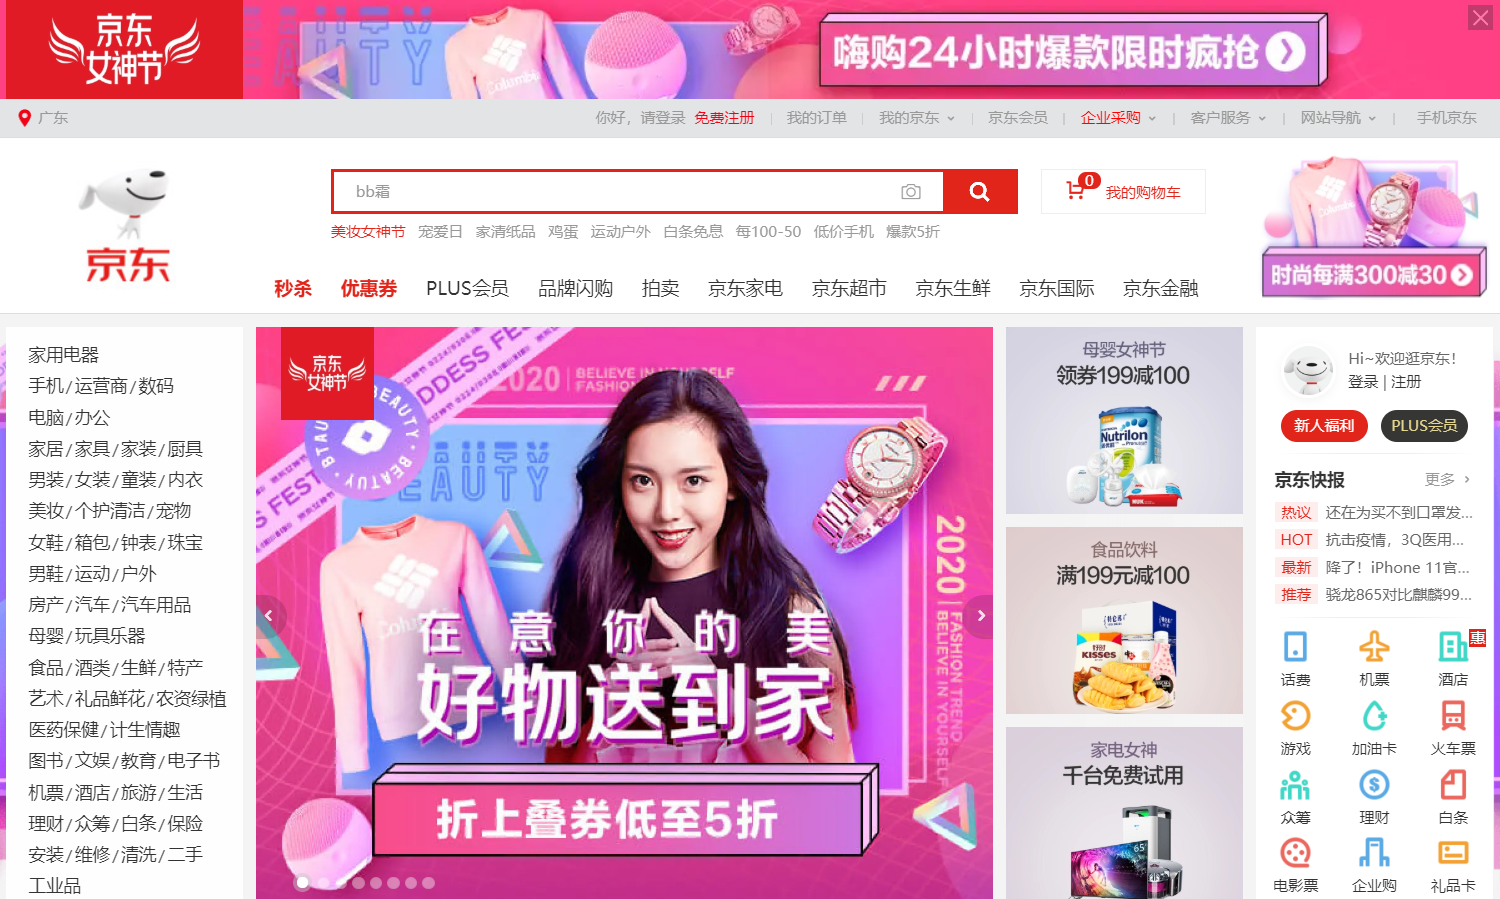 京东
女神节
BEAUTY
Columbia
嗨购24小时爆款限时疯抢
广东
你好，请登录 免费注册
我的订单
我的京东
京东会员
企业采购
客户服务
网站导航
手机京东
京东
bb霜
0
我的购物车
美妆女神节 宠爱日 家清纸品 鸡蛋 运动户外 白条免息 每100-50 低价手机 爆款5折
时尚每满300减30
秒杀 优惠券 PLUS会员 品牌闪购 拍卖 京东家电 京东超市 京东生鲜 京东国际 京东金融
家用电器
手机/运营商/数码
电脑/办公
家居/家具/家装/厨具
男装/女装/童装/内衣
美妆/个护清洁/宠物
女鞋/箱包/钟表/珠宝
男鞋/运动/户外
房产/汽车/汽车用品
母婴/玩具乐器
食品/酒类/生鲜/特产
艺术/礼品鲜花/农资绿植
医药保健/计生情趣
图书/文娱/教育/电子书
机票/酒店/旅游/生活
理财/众筹/白条/保险
安装/维修/清洗/二手
工业品
京东
女神节
2020
BELIEVE IN YOURSELF
FASHION
BEAUTY
2020
FASHION TREND
BELIEVE IN YOURSELF
在意你的美
好物送到家
折上叠券低至5折
母婴女神节
领券199减100
Nutrilon
食品饮料
满199元减100
KISSES
家电女神
千台免费试用
65"
Hi~欢迎逛京东!
登录 | 注册
新人福利
PLUS会员
京东快报
更多
热议 还在为买不到口罩发...
HOT 抗击疫情，3Q医用...
最新 降了！iPhone 11官...
推荐 骁龙865对比麒麟99...
惠
话费 机票 酒店
游戏 加油卡 火车票
众筹 理财 白条
电影票 企业购 礼品卡